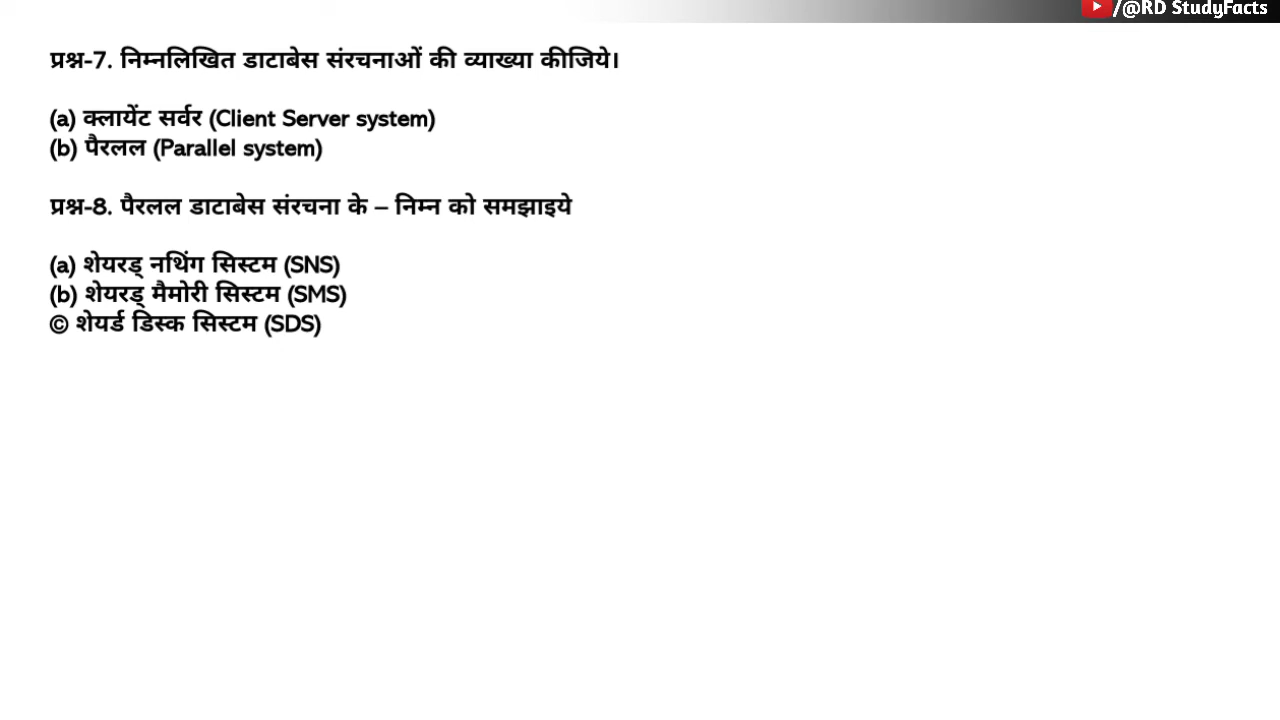 /@RD StudyFacts
प्रश्न-7. निम्नलिखित डाटाबेस संरचनाओं की व्याख्या कीजिये।
(a) क्लायेंट सर्वर (Client Server system)
(b) पैरलल (Parallel system)
प्रश्न-8. पैरलल डाटाबेस संरचना के – निम्न को समझाइये
(a) शेयरड् नथिंग सिस्टम (SNS)
(b) शेयरड् मैमोरी सिस्टम (SMS)
© शेयर्ड डिस्क सिस्टम (SDS)